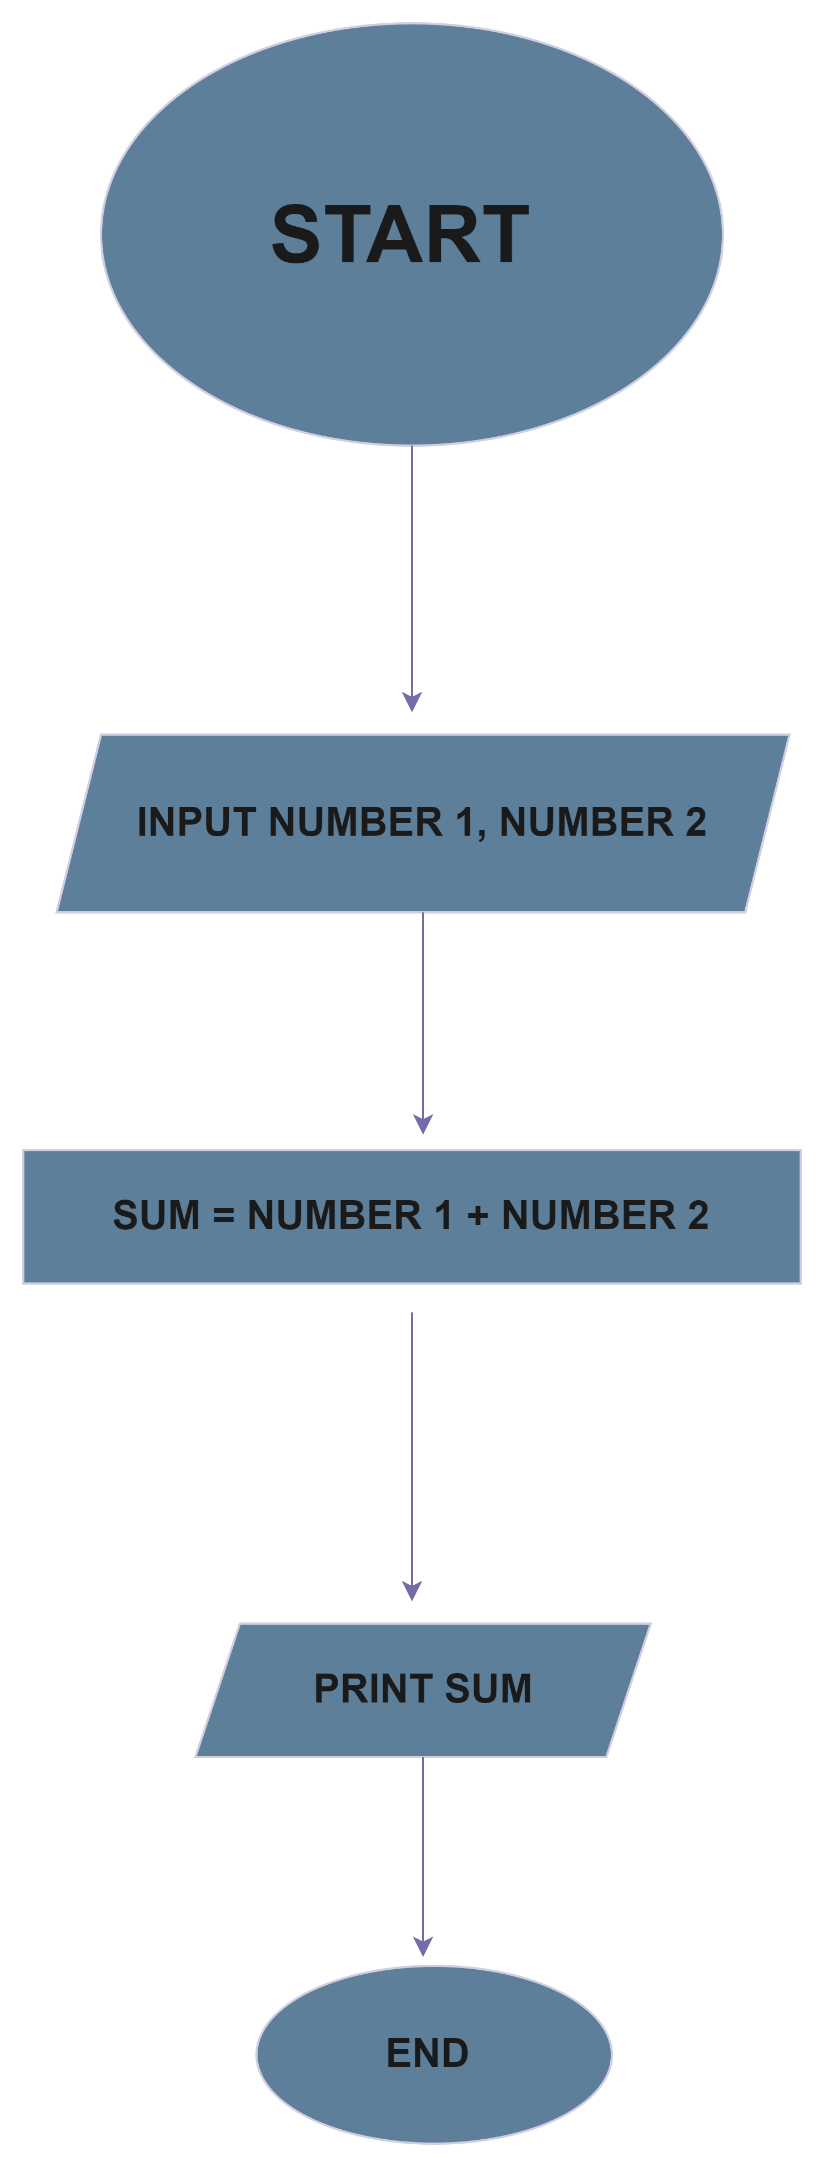 START
INPUT NUMBER 1, NUMBER 2
SUM = NUMBER 1 + NUMBER 2
PRINT SUM
END